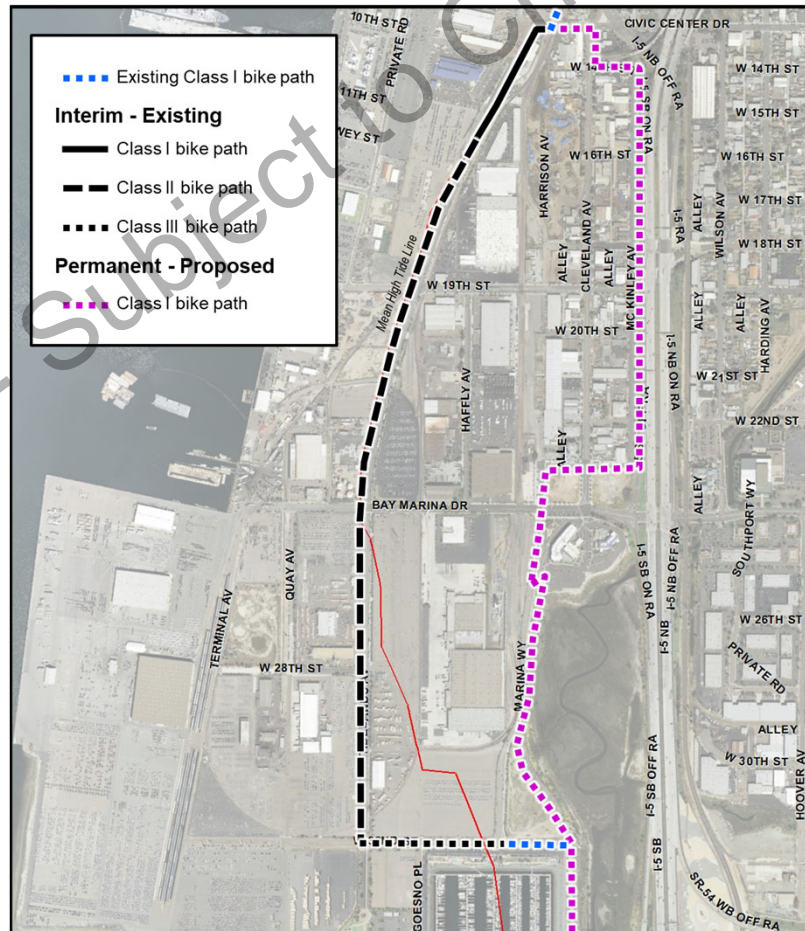 Subject to C
Existing Class I bike path
Interim - Existing
Class I bike path
Class II bike path
Class III bike path
Permanent - Proposed
Class I bike path
10TH ST
PRIVATE RD
11TH ST
WEY ST
CIVIC CENTER DR
I-5 NB OFF RA
I-5 SB ON RA
W 14TH ST
W 15TH ST
HARRISON AV
W 16TH ST
W 16TH ST
I-5 RA
ALLEY
WILSON AV
W 17TH ST
W 18TH ST
Mean High Tide Line
W 19TH ST
ALLEY
CLEVELAND AV
ALLEY
MC KINLEY AV
ALLEY
ALLEY
HARDING AV
W 20TH ST
I-5 NB ON RA
HAFFLY AV
W 21ST ST
W 22ND ST
ALLEY
ALLEY
BAY MARINA DR
SOUTHPORT WY
TERMINAL AV
QUAY AV
I-5 SB ON RA
I-5 NB OFF RA
I-5 NB
W 26TH ST
PRIVATE RD
W 28TH ST
MARINA WY
ALLEY
W 30TH ST
HOOVER AV
I-5 SB OFF RA
I-5 SB
GOESNO PL
SR-54 WB OFF RA